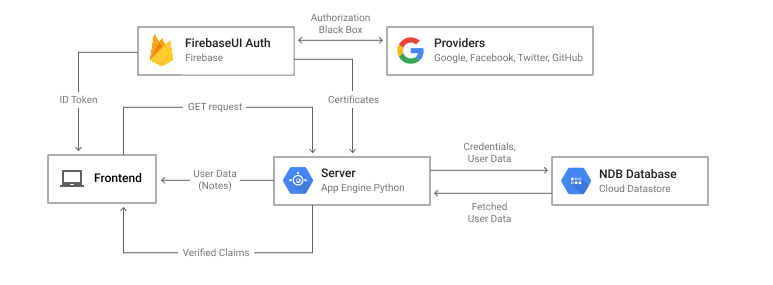 Authorization
Black Box
FirebaseUI Auth
Firebase
Providers
Google, Facebook, Twitter, GitHub
ID Token
Certificates
GET request
Credentials,
User Data
Frontend
User Data
(Notes)
Server
App Engine Python
NDB Database
Cloud Datastore
Fetched
User Data
Verified Claims